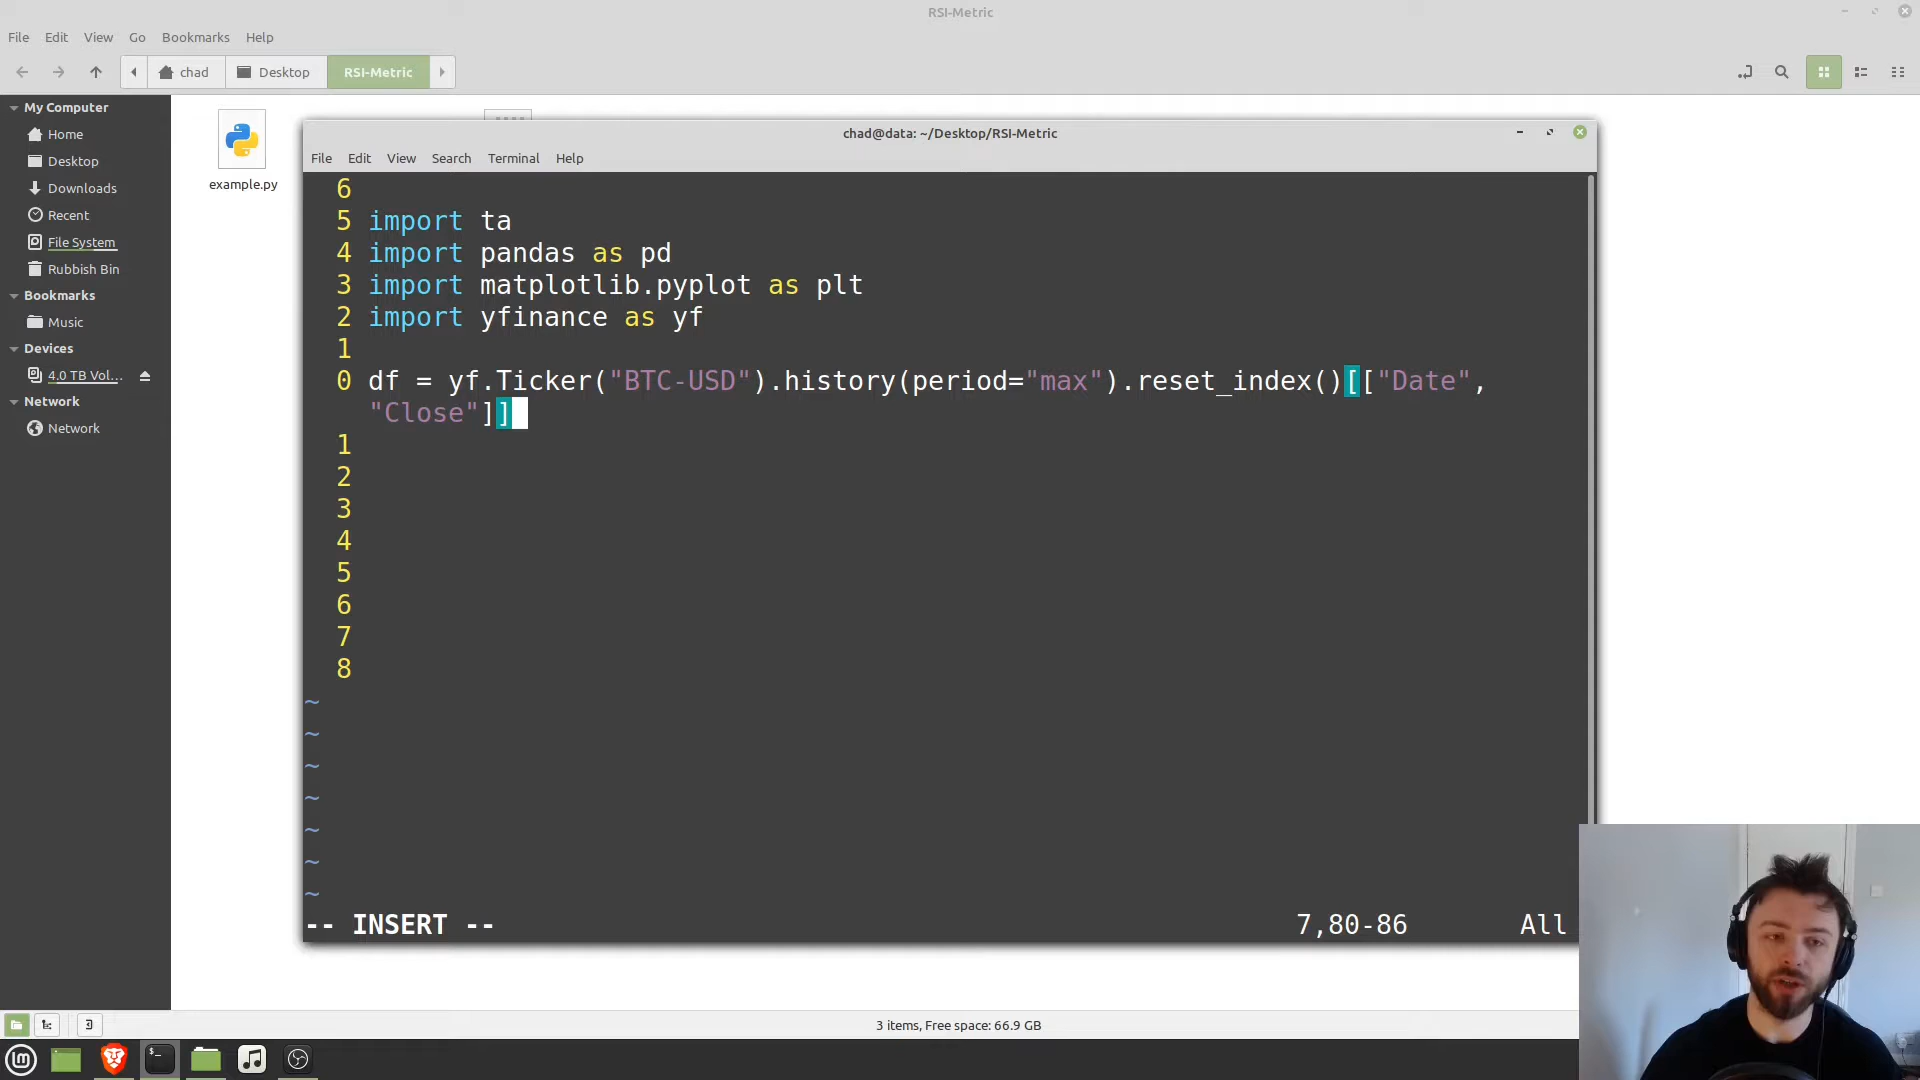 RSI-Metric
File Edit View Go Bookmarks Help
chad Desktop RSI-Metric
My Computer
Home
Desktop
Downloads
Recent
File System
Rubbish Bin
Bookmarks
Music
Devices
4.0 TB Vol...
Network
Network
example.py
chad@data: ~/Desktop/RSI-Metric
File Edit View Search Terminal Help
6
5 import ta
4 import pandas as pd
3 import matplotlib.pyplot as plt
2 import yfinance as yf
1
0 df = yf.Ticker("BTC-USD").history(period="max").reset_index()[["Date",
"Close"]]
1
2
3
4
5
6
7
8
~
~
~
~
~
~
~
-- INSERT -- 7,80-86 All
3 items, Free space: 66.9 GB